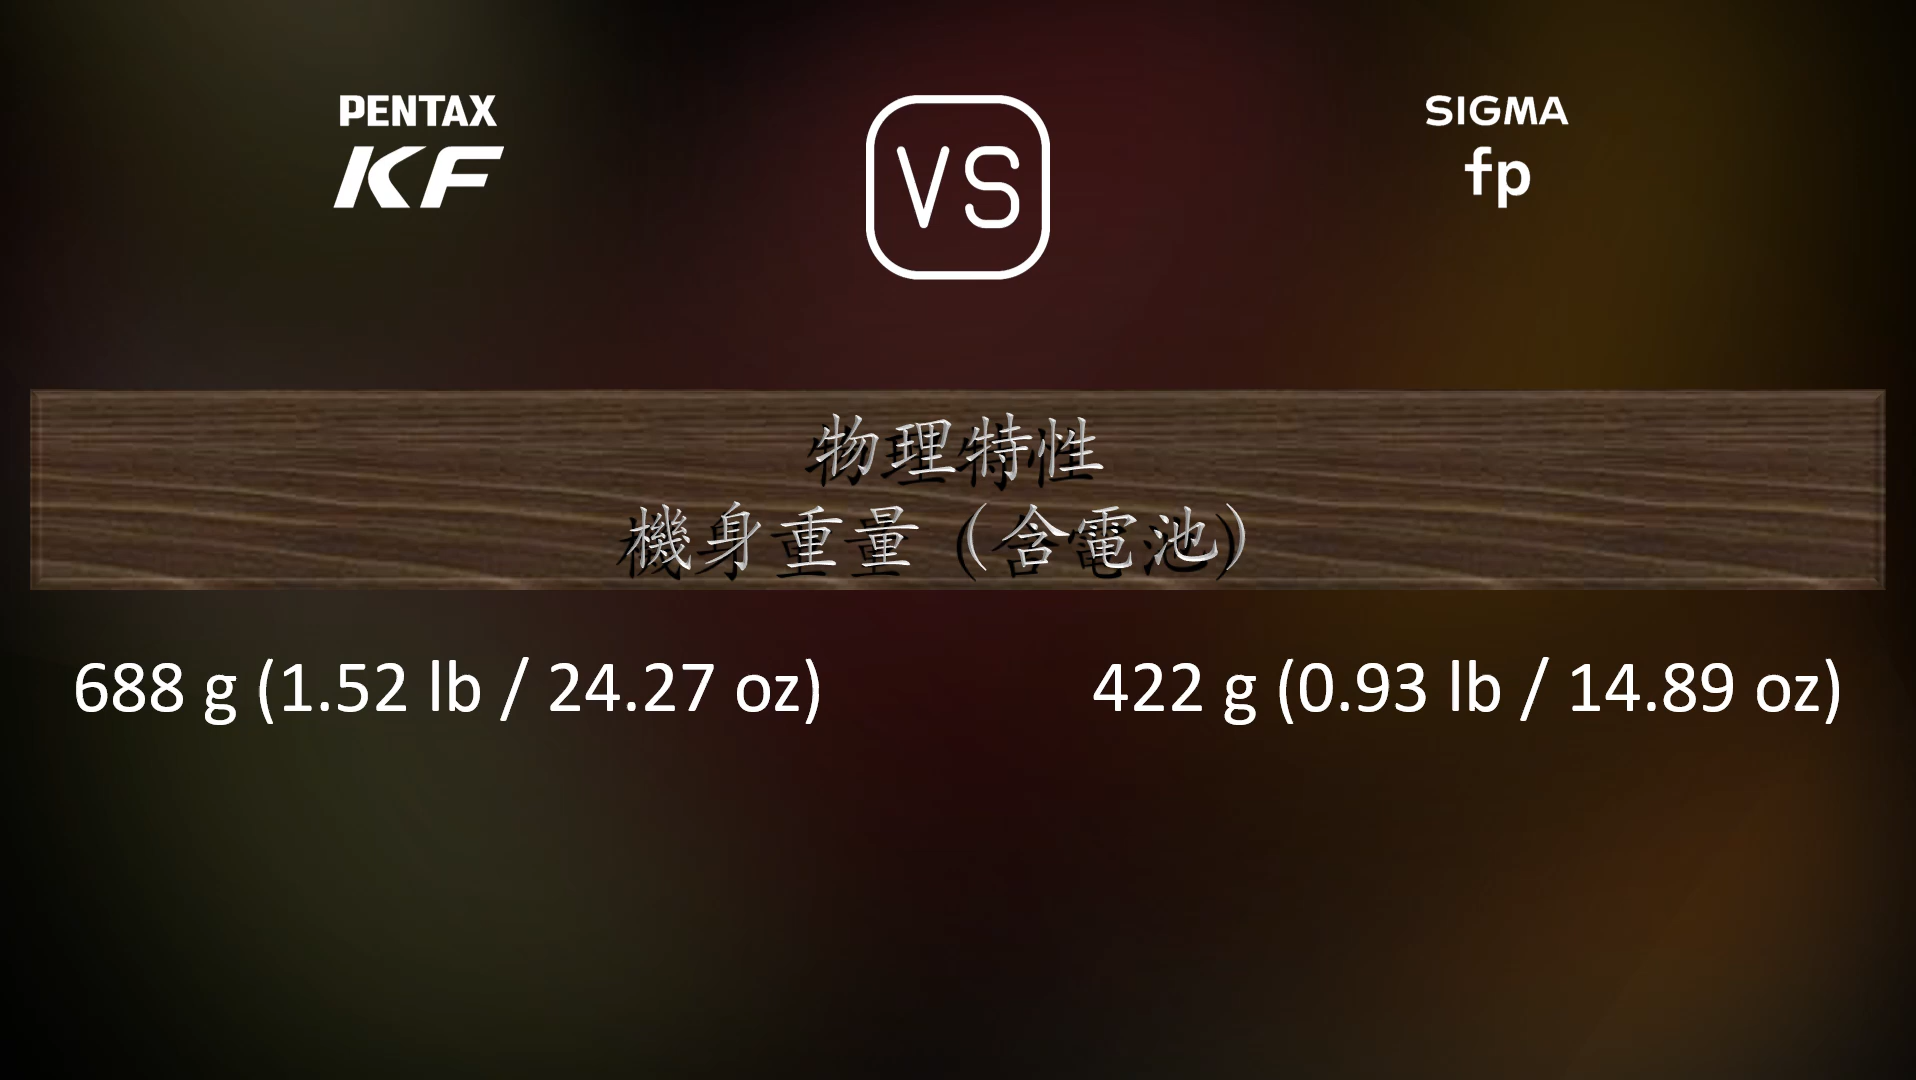 PENTAX
KF
VS
SIGMA
fp
物理特性
機身重量（含電池）
688 g (1.52 lb / 24.27 oz)
422 g (0.93 lb / 14.89 oz)